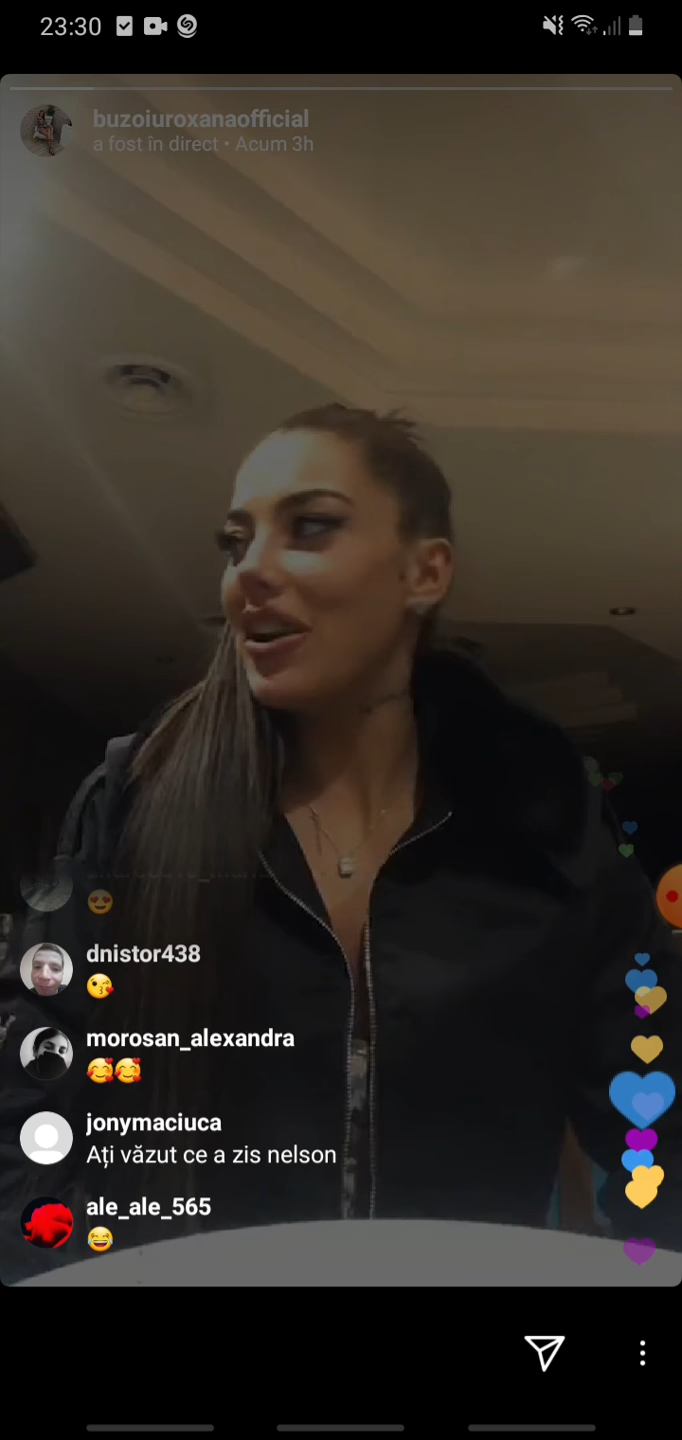 23:30
buzoiuroxanaofficial
a fost în direct • Acum 3h
dnistor438
morosan_alexandra
jonymaciuca
Ați văzut ce a zis nelson
ale_ale_565